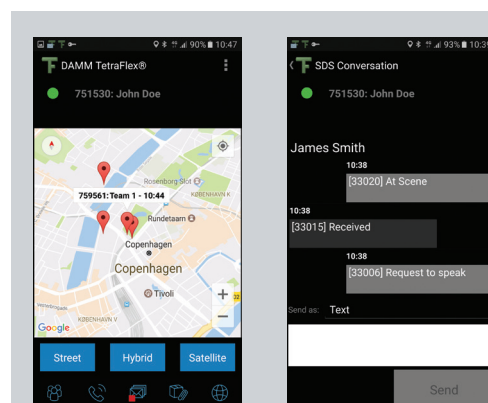 90% 10:47
DAMM TetraFlex®
751530: John Doe
Rosenborg Slot
KØBENHAVN K
759561: Team 1 - 10:44
Rundetaarn
Copenhagen
Copenhagen
Tivoli
KØBENHAVN V
Google
+
−
Street
Hybrid
Satellite
93% 10:39
SDS Conversation
751530: John Doe
James Smith
10:38
[33020] At Scene
10:38
[33015] Received
10:38
[33006] Request to speak
Send as: Text
Send